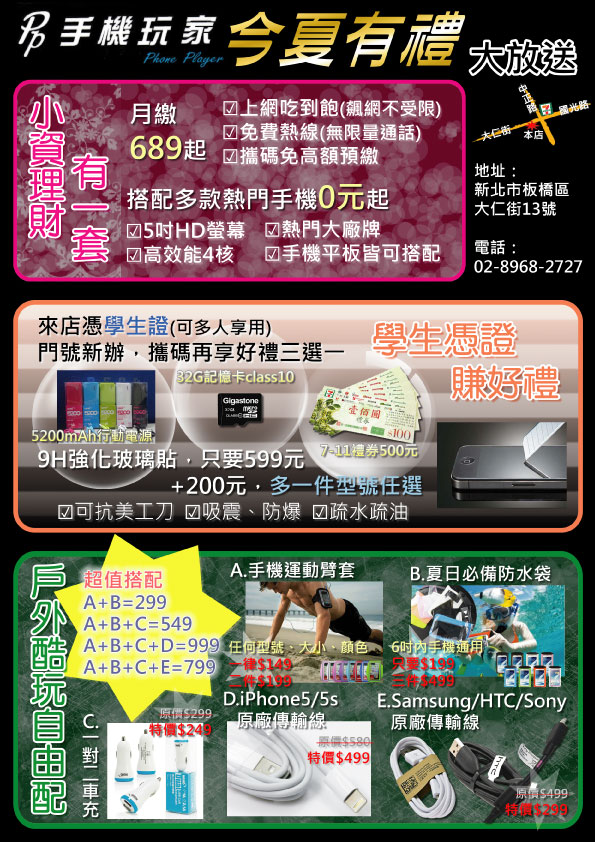 手機玩家
Phone Player
今夏有禮
大放送
中正路
國光路
大仁街
本店
地址：
新北市板橋區
大仁街13號
電話：
02-8968-2727
小資理財
有一套
月繳
689起
☑上網吃到飽(飆網不受限)
☑免費熱線(無限量通話)
☑攜碼免高額預繳
搭配多款熱門手機0元起
☑5吋HD螢幕 ☑熱門大廠牌
☑高效能4核 ☑手機平板皆可搭配
來店憑學生證(可多人享用)
門號新辦，攜碼再享好禮三選一
學生憑證
賺好禮
32G記憶卡class10
Gigastone
壹佰圓
$100
5200mAh行動電源
7-11禮券500元
9H強化玻璃貼，只要599元
+200元，多一件型號任選
☑可抗美工刀 ☑吸震、防爆 ☑疏水疏油
戶外酷玩自由配
超值搭配
A+B=299
A+B+C=549
A+B+C+D=999
A+B+C+E=799
A.手機運動臂套
任何型號、大小、顏色
一律$149
二件$199
B.夏日必備防水袋
6吋內手機通用
只要$199
三件$499
C.一對二車充
原價$299
特價$249
D.iPhone5/5s
原廠傳輸線
原價$580
特價$499
E.Samsung/HTC/Sony
原廠傳輸線
原價$499
特價$299